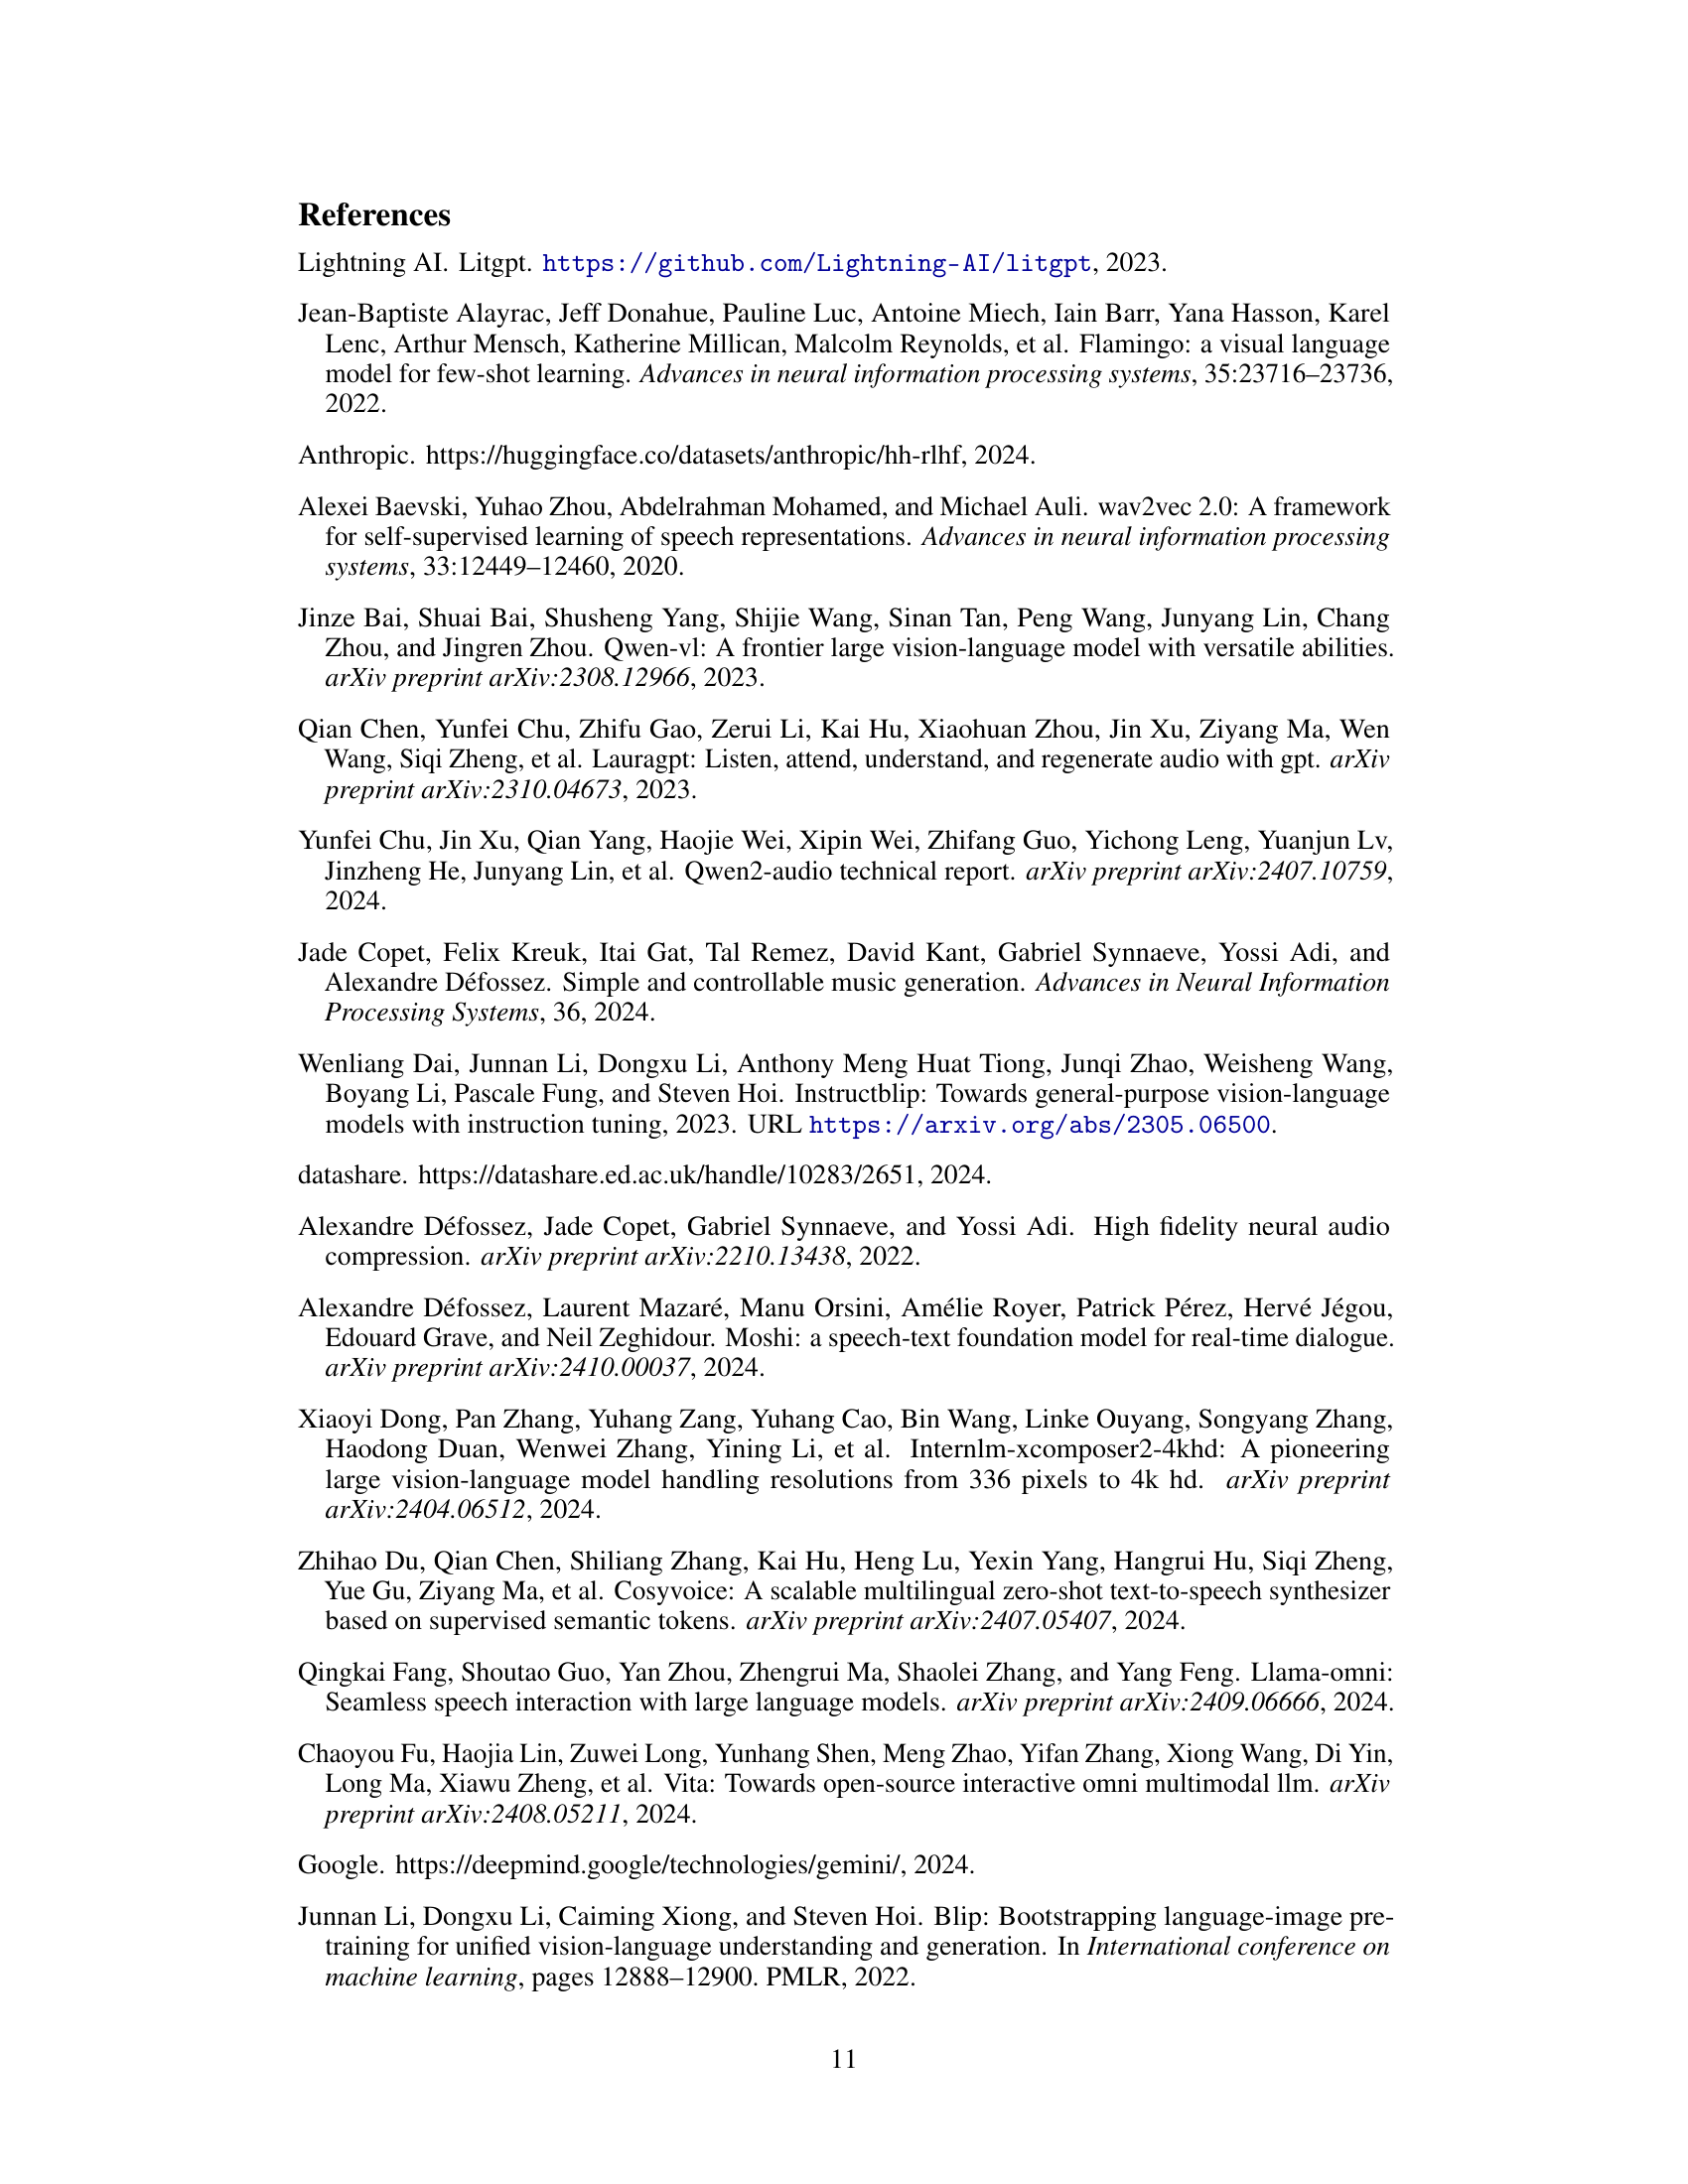 References
Lightning AI. Litgpt. https://github.com/Lightning-AI/litgpt, 2023.
Jean-Baptiste Alayrac, Jeff Donahue, Pauline Luc, Antoine Miech, Iain Barr, Yana Hasson, Karel
Lenc, Arthur Mensch, Katherine Millican, Malcolm Reynolds, et al. Flamingo: a visual language
model for few-shot learning. Advances in neural information processing systems, 35:23716–23736,
2022.
Anthropic. https://huggingface.co/datasets/anthropic/hh-rlhf, 2024.
Alexei Baevski, Yuhao Zhou, Abdelrahman Mohamed, and Michael Auli. wav2vec 2.0: A framework
for self-supervised learning of speech representations. Advances in neural information processing
systems, 33:12449–12460, 2020.
Jinze Bai, Shuai Bai, Shusheng Yang, Shijie Wang, Sinan Tan, Peng Wang, Junyang Lin, Chang
Zhou, and Jingren Zhou. Qwen-vl: A frontier large vision-language model with versatile abilities.
arXiv preprint arXiv:2308.12966, 2023.
Qian Chen, Yunfei Chu, Zhifu Gao, Zerui Li, Kai Hu, Xiaohuan Zhou, Jin Xu, Ziyang Ma, Wen
Wang, Siqi Zheng, et al. Lauragpt: Listen, attend, understand, and regenerate audio with gpt. arXiv
preprint arXiv:2310.04673, 2023.
Yunfei Chu, Jin Xu, Qian Yang, Haojie Wei, Xipin Wei, Zhifang Guo, Yichong Leng, Yuanjun Lv,
Jinzheng He, Junyang Lin, et al. Qwen2-audio technical report. arXiv preprint arXiv:2407.10759,
2024.
Jade Copet, Felix Kreuk, Itai Gat, Tal Remez, David Kant, Gabriel Synnaeve, Yossi Adi, and
Alexandre Défossez. Simple and controllable music generation. Advances in Neural Information
Processing Systems, 36, 2024.
Wenliang Dai, Junnan Li, Dongxu Li, Anthony Meng Huat Tiong, Junqi Zhao, Weisheng Wang,
Boyang Li, Pascale Fung, and Steven Hoi. Instructblip: Towards general-purpose vision-language
models with instruction tuning, 2023. URL https://arxiv.org/abs/2305.06500.
datashare. https://datashare.ed.ac.uk/handle/10283/2651, 2024.
Alexandre Défossez, Jade Copet, Gabriel Synnaeve, and Yossi Adi. High fidelity neural audio
compression. arXiv preprint arXiv:2210.13438, 2022.
Alexandre Défossez, Laurent Mazaré, Manu Orsini, Amélie Royer, Patrick Pérez, Hervé Jégou,
Edouard Grave, and Neil Zeghidour. Moshi: a speech-text foundation model for real-time dialogue.
arXiv preprint arXiv:2410.00037, 2024.
Xiaoyi Dong, Pan Zhang, Yuhang Zang, Yuhang Cao, Bin Wang, Linke Ouyang, Songyang Zhang,
Haodong Duan, Wenwei Zhang, Yining Li, et al. Internlm-xcomposer2-4khd: A pioneering
large vision-language model handling resolutions from 336 pixels to 4k hd. arXiv preprint
arXiv:2404.06512, 2024.
Zhihao Du, Qian Chen, Shiliang Zhang, Kai Hu, Heng Lu, Yexin Yang, Hangrui Hu, Siqi Zheng,
Yue Gu, Ziyang Ma, et al. Cosyvoice: A scalable multilingual zero-shot text-to-speech synthesizer
based on supervised semantic tokens. arXiv preprint arXiv:2407.05407, 2024.
Qingkai Fang, Shoutao Guo, Yan Zhou, Zhengrui Ma, Shaolei Zhang, and Yang Feng. Llama-omni:
Seamless speech interaction with large language models. arXiv preprint arXiv:2409.06666, 2024.
Chaoyou Fu, Haojia Lin, Zuwei Long, Yunhang Shen, Meng Zhao, Yifan Zhang, Xiong Wang, Di Yin,
Long Ma, Xiawu Zheng, et al. Vita: Towards open-source interactive omni multimodal llm. arXiv
preprint arXiv:2408.05211, 2024.
Google. https://deepmind.google/technologies/gemini/, 2024.
Junnan Li, Dongxu Li, Caiming Xiong, and Steven Hoi. Blip: Bootstrapping language-image pre-
training for unified vision-language understanding and generation. In International conference on
machine learning, pages 12888–12900. PMLR, 2022.
11